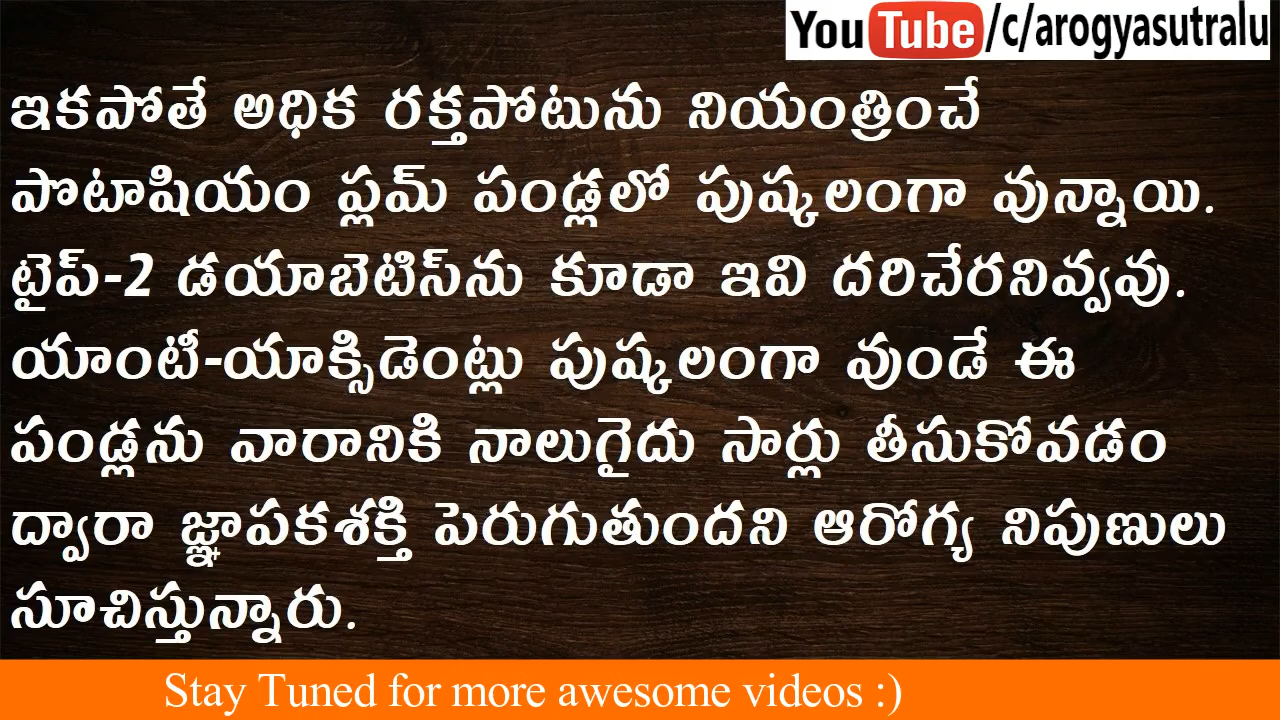 YouTube/c/arogyasutralu
ఇకపోతే అధిక రక్తపోటును నియంత్రించే
పొటాషియం ప్లమ్ పండ్లలో పుష్కలంగా వున్నాయి.
టైప్-2 డయాబెటిస్‌ను కూడా ఇవి దరిచేరనివ్వవు.
యాంటీ-యాక్సిడెంట్లు పుష్కలంగా వుండే ఈ
పండ్లను వారానికి నాలుగైదు సార్లు తీసుకోవడం
ద్వారా జ్ఞాపకశక్తి పెరుగుతుందని ఆరోగ్య నిపుణులు
సూచిస్తున్నారు.
Stay Tuned for more awesome videos :)